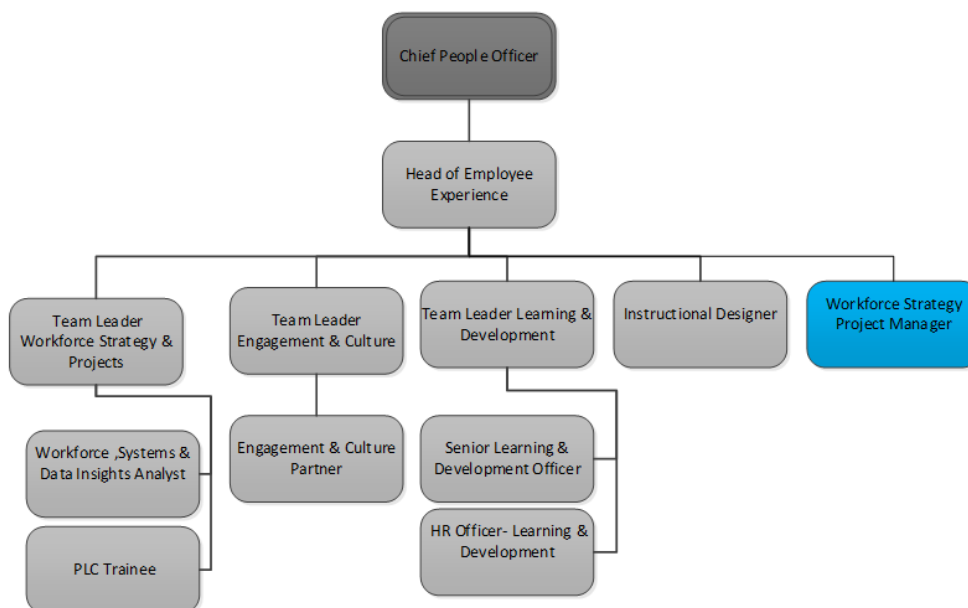 Chief People Officer
Head of Employee
Experience
Team Leader
Workforce Strategy &
Projects
Team Leader
Engagement & Culture
Team Leader Learning &
Development
Instructional Designer
Workforce Strategy
Project Manager
Workforce ,Systems &
Data Insights Analyst
Engagement & Culture
Partner
Senior Learning &
Development Officer
PLC Trainee
HR Officer- Learning &
Development